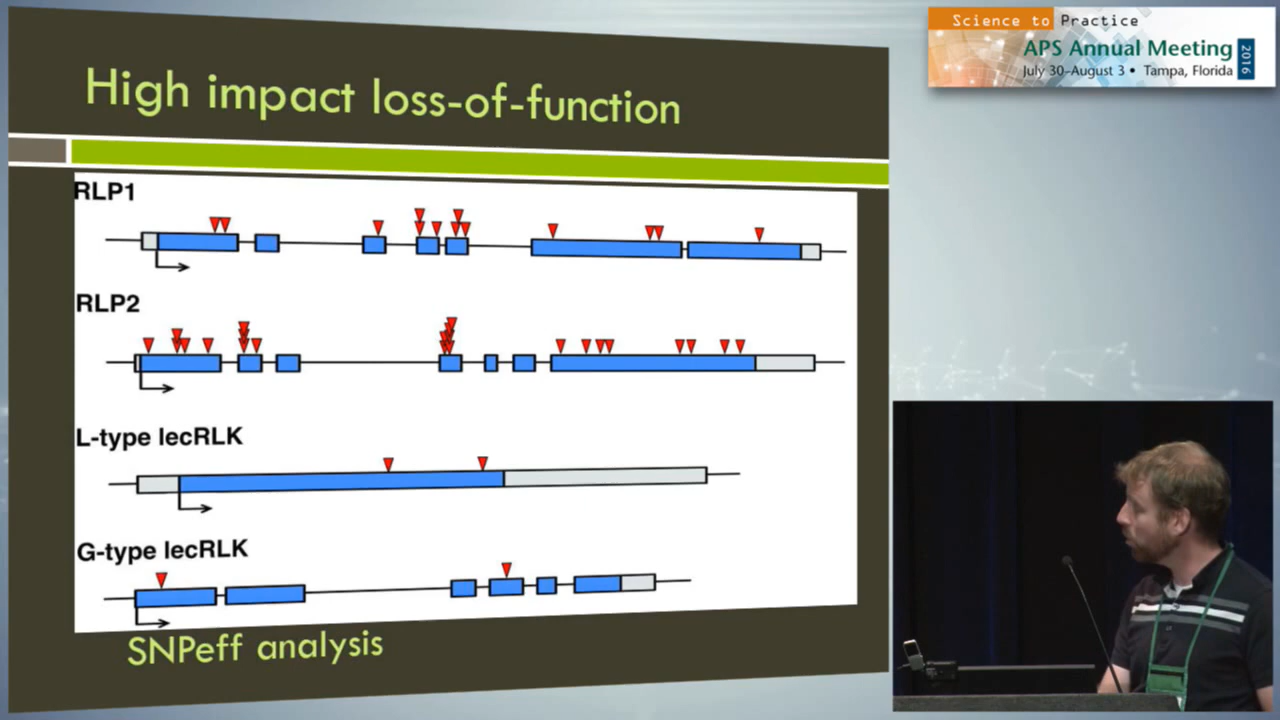 High impact loss-of-function
RLP1
RLP2
L-type lecRLK
G-type lecRLK
SNPeff analysis
Science to Practice
APS Annual Meeting
2016
July 30–August 3 • Tampa, Florida